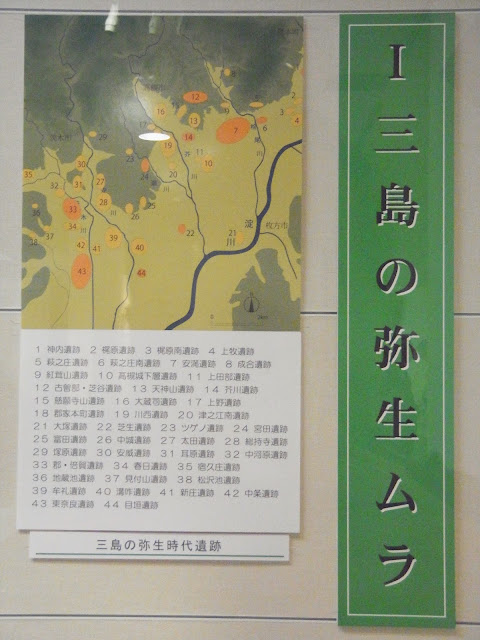 I 三島の弥生ムラ
淀川
枚方市
1 神内遺跡 2 梶原遺跡 3 梶原南遺跡 4 上牧遺跡
5 萩之庄遺跡 6 萩之庄南遺跡 7 安満遺跡 8 成合遺跡
9 紅茸山遺跡 10 高槻城下層遺跡 11 上田部遺跡
12 古曽部・芝谷遺跡 13 天神山遺跡 14 芥川遺跡
15 慈願寺山遺跡 16 大蔵司遺跡 17 上野遺跡
18 郡家本町遺跡 19 川西遺跡 20 津之江南遺跡
21 大塚遺跡 22 芝生遺跡 23 ツゲノ遺跡 24 宮田遺跡
25 富田遺跡 26 中城遺跡 27 太田遺跡 28 総持寺遺跡
29 塚原遺跡 30 安威遺跡 31 耳原遺跡 32 中河原遺跡
33 郡・倍賀遺跡 34 春日遺跡 35 宿久庄遺跡
36 地蔵池遺跡 37 見付山遺跡 38 松沢池遺跡
39 牟礼遺跡 40 溝咋遺跡 41 新庄遺跡 42 中条遺跡
43 東奈良遺跡 44 目垣遺跡
三島の弥生時代遺跡